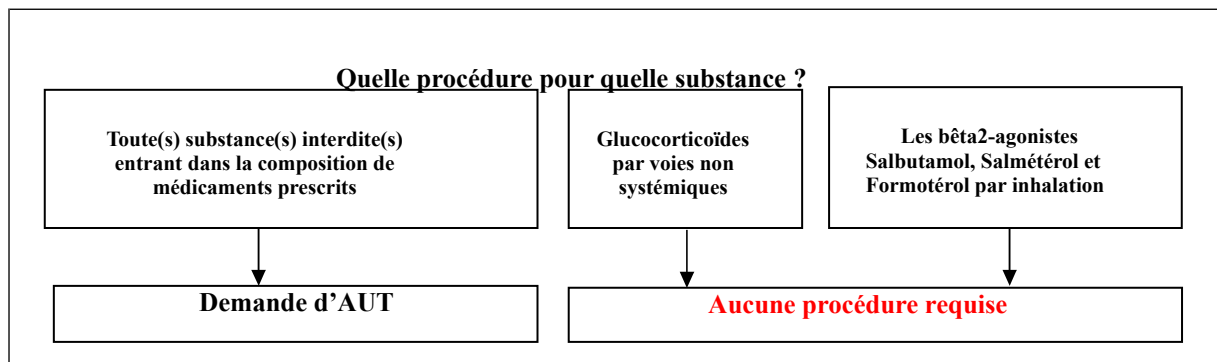 Quelle procédure pour quelle substance ?
Toute(s) substance(s) interdite(s)
entrant dans la composition de
médicaments prescrits
Glucocorticoïdes
par voies non
systémiques
Les bêta2-agonistes
Salbutamol, Salmétérol et
Formotérol par inhalation
Demande d’AUT
Aucune procédure requise